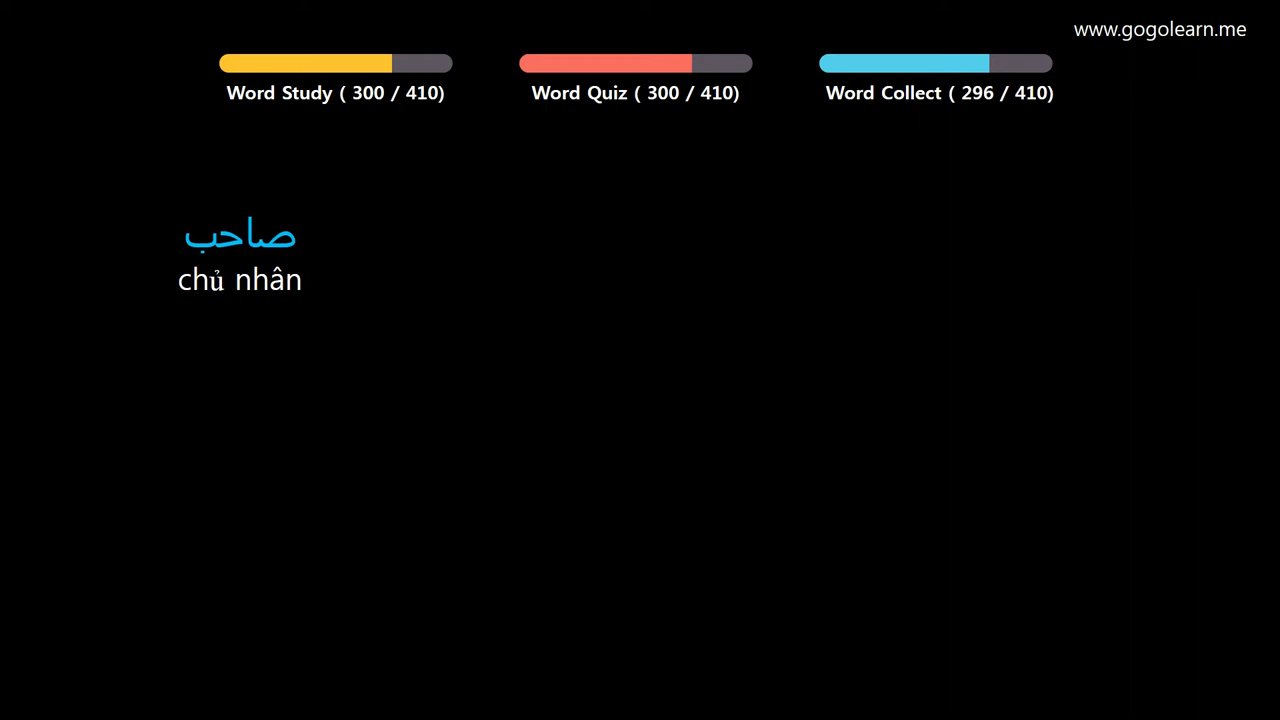 www.gogolearn.me
Word Study ( 300 / 410)
Word Quiz ( 300 / 410)
Word Collect ( 296 / 410)
صاحب
chủ nhân